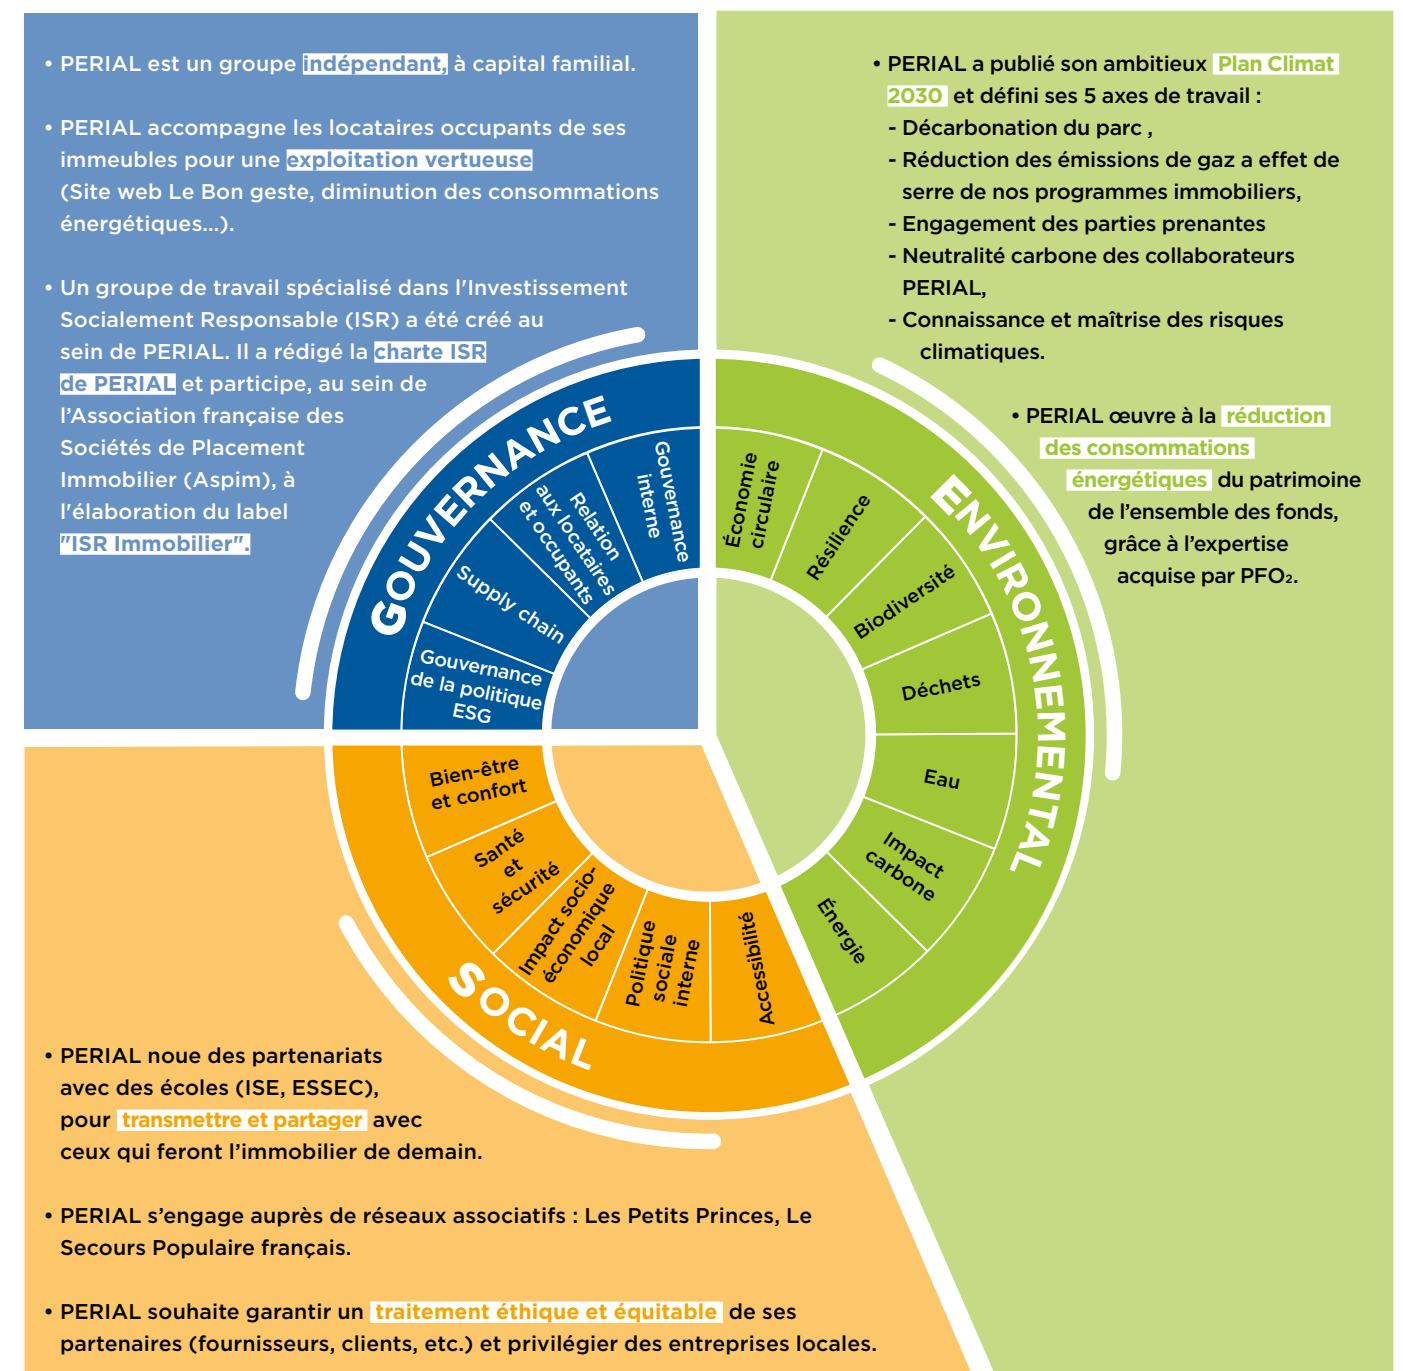 • PERIAL est un groupe indépendant, à capital familial.
• PERIAL accompagne les locataires occupants de ses
immeubles pour une exploitation vertueuse
(Site web Le Bon geste, diminution des consommations
énergétiques...).
• Un groupe de travail spécialisé dans l'Investissement
Socialement Responsable (ISR) a été créé au
sein de PERIAL. Il a rédigé la charte ISR
de PERIAL et participe, au sein de
l’Association française des
Sociétés de Placement
Immobilier (Aspim), à
l'élaboration du label
"ISR Immobilier".
• PERIAL a publié son ambitieux Plan Climat
2030 et défini ses 5 axes de travail :
- Décarbonation du parc ,
- Réduction des émissions de gaz a effet de
serre de nos programmes immobiliers,
- Engagement des parties prenantes
- Neutralité carbone des collaborateurs
PERIAL,
- Connaissance et maîtrise des risques
climatiques.
• PERIAL œuvre à la réduction
des consommations
énergétiques du patrimoine
de l’ensemble des fonds,
grâce à l’expertise
acquise par PFO₂.
GOUVERNANCE
Gouvernance
de la politique
ESG
Supply chain
Relation
aux locataires
et occupants
Gouvernance
interne
ENVIRONNEMENTAL
Économie
circulaire
Résilience
Biodiversité
Déchets
Eau
Impact
carbone
Énergie
SOCIAL
Bien-être
et confort
Santé
et
sécurité
Impact socio-
économique
local
Politique
sociale
interne
Accessibilité
• PERIAL noue des partenariats
avec des écoles (ISE, ESSEC),
pour transmettre et partager avec
ceux qui feront l’immobilier de demain.
• PERIAL s’engage auprès de réseaux associatifs : Les Petits Princes, Le
Secours Populaire français.
• PERIAL souhaite garantir un traitement éthique et équitable de ses
partenaires (fournisseurs, clients, etc.) et privilégier des entreprises locales.